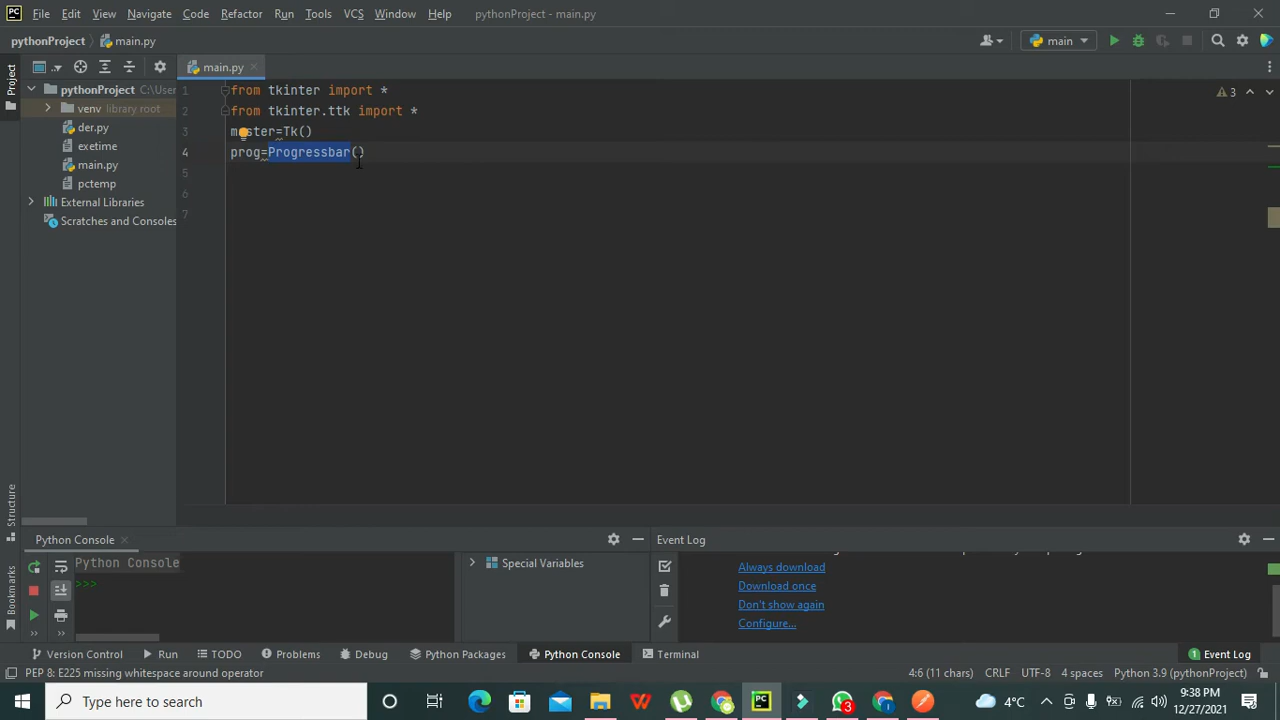 PC File Edit View Navigate Code Refactor Run Tools VCS Window Help pythonProject - main.py
pythonProject main.py main
Project main.py
pythonProject C:\User
venv library root
der.py
exetime
main.py
pctemp
External Libraries
Scratches and Consoles
1 from tkinter import *
2 from tkinter.ttk import *
3 master=Tk()
4 prog=Progressbar()
5
6
7
3
Structure
Bookmarks
Python Console
Python Console
>>>
Special Variables
Event Log
Always download
Download once
Don't show again
Configure...
Version Control Run TODO Problems Debug Python Packages Python Console Terminal 1 Event Log
PEP 8: E225 missing whitespace around operator 4:6 (11 chars) CRLF UTF-8 4 spaces Python 3.9 (pythonProject)
Type here to search 3 4°C 9:38 PM
12/27/2021